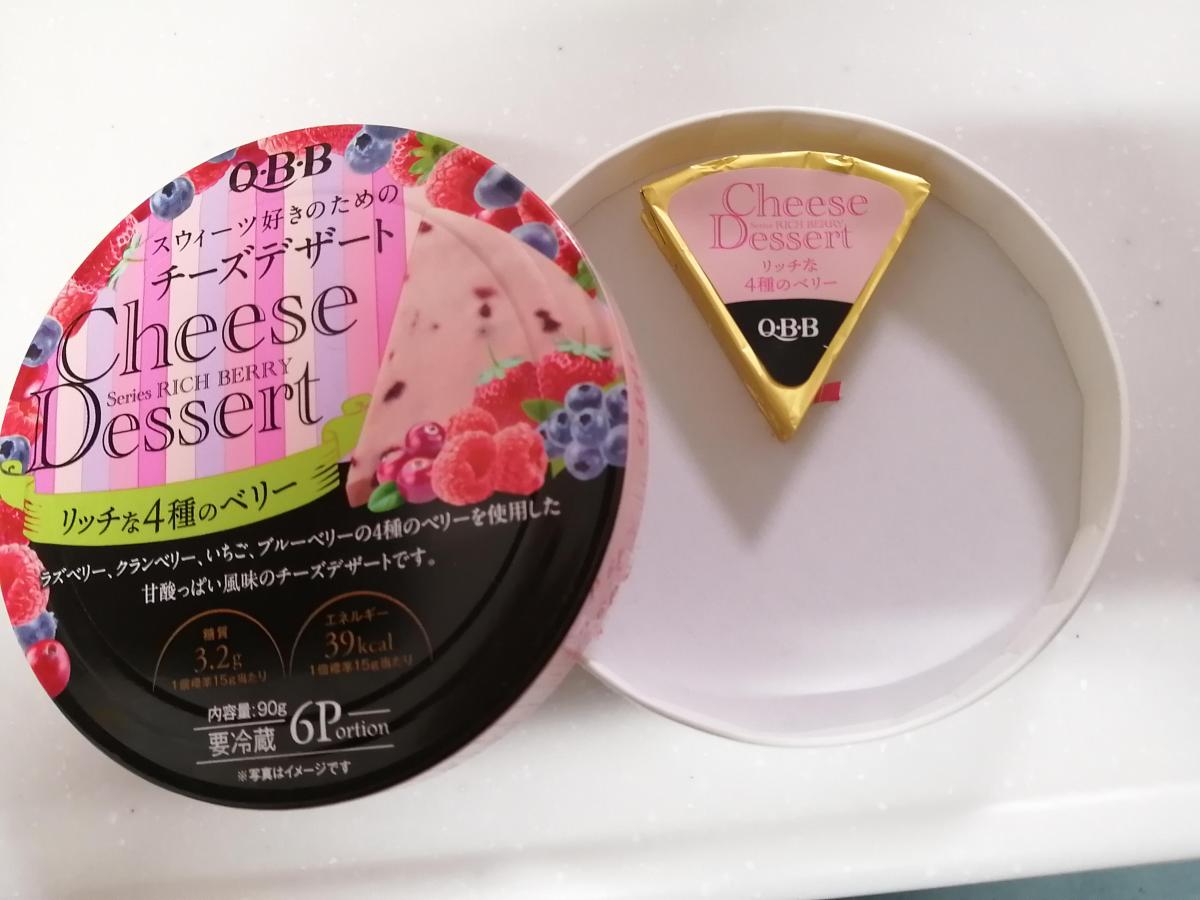 Q・B・B
スウィーツ好きのための
チーズデザート
Cheese
Series RICH BERRY
Dessert
リッチな4種のベリー
ラズベリー、クランベリー、いちご、ブルーベリーの4種のベリーを使用した
甘酸っぱい風味のチーズデザートです。
糖質
3.2g
1個標準15g当たり
エネルギー
39kcal
1個標準15g当たり
内容量:90g
要冷蔵
6Portion
※写真はイメージです
Cheese
Series RICH BERRY
Dessert
リッチな
4種のベリー
Q・B・B